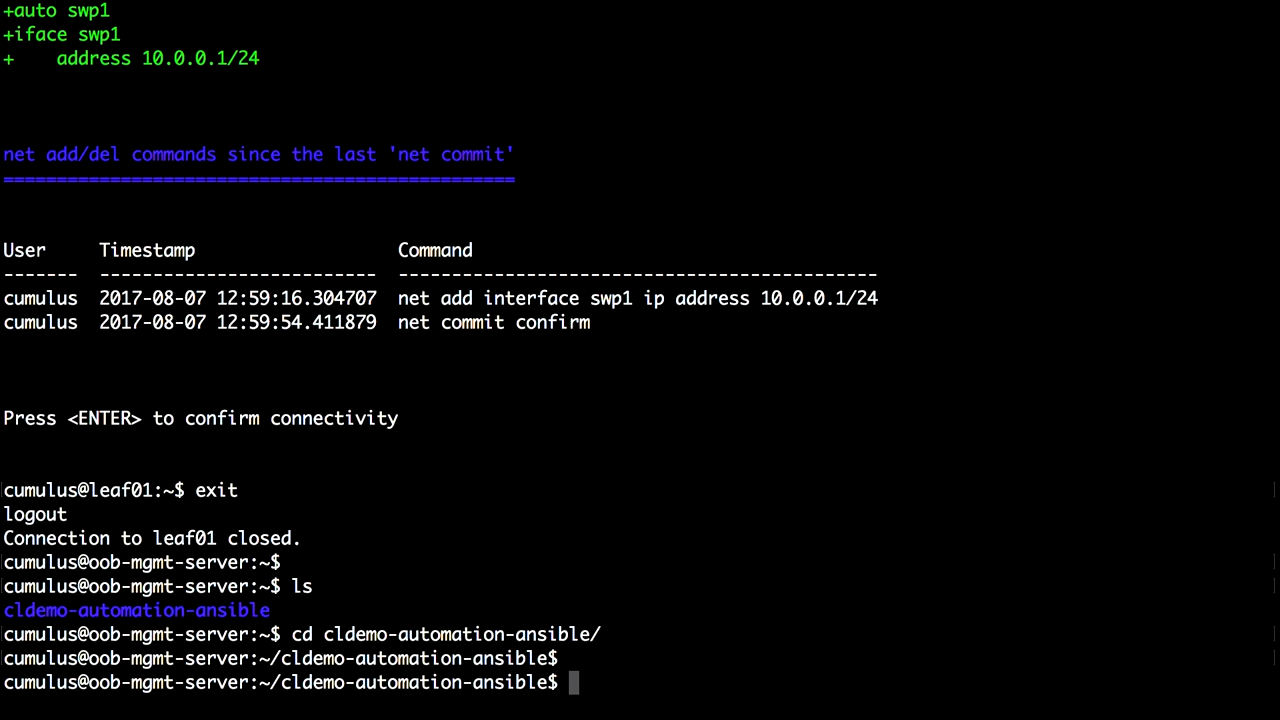 +auto swp1
+iface swp1
+    address 10.0.0.1/24
net add/del commands since the last 'net commit'
================================================
User     Timestamp                   Command
-------  --------------------------  ---------------------------------------------
cumulus  2017-08-07 12:59:16.304707  net add interface swp1 ip address 10.0.0.1/24
cumulus  2017-08-07 12:59:54.411879  net commit confirm
Press <ENTER> to confirm connectivity
cumulus@leaf01:~$ exit
logout
Connection to leaf01 closed.
cumulus@oob-mgmt-server:~$
cumulus@oob-mgmt-server:~$ ls
cldemo-automation-ansible
cumulus@oob-mgmt-server:~$ cd cldemo-automation-ansible/
cumulus@oob-mgmt-server:~/cldemo-automation-ansible$
cumulus@oob-mgmt-server:~/cldemo-automation-ansible$